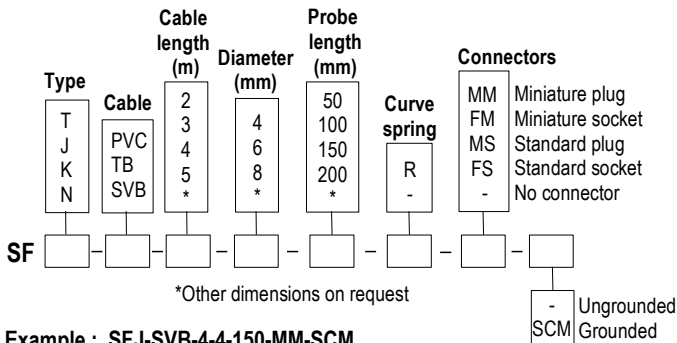 Type
T
J
K
N
Cable
PVC
TB
SVB
Cable
length
(m)
2
3
4
5
*
Diameter
(mm)
4
6
8
*
Probe
length
(mm)
50
100
150
200
*
Curve
spring
R
-
Connectors
MM Miniature plug
FM Miniature socket
MS Standard plug
FS Standard socket
- No connector
SF - - - - - - -
*Other dimensions on request
- Ungrounded
SCM Grounded
Example : SFJ-SVB-4-4-150-MM-SCM